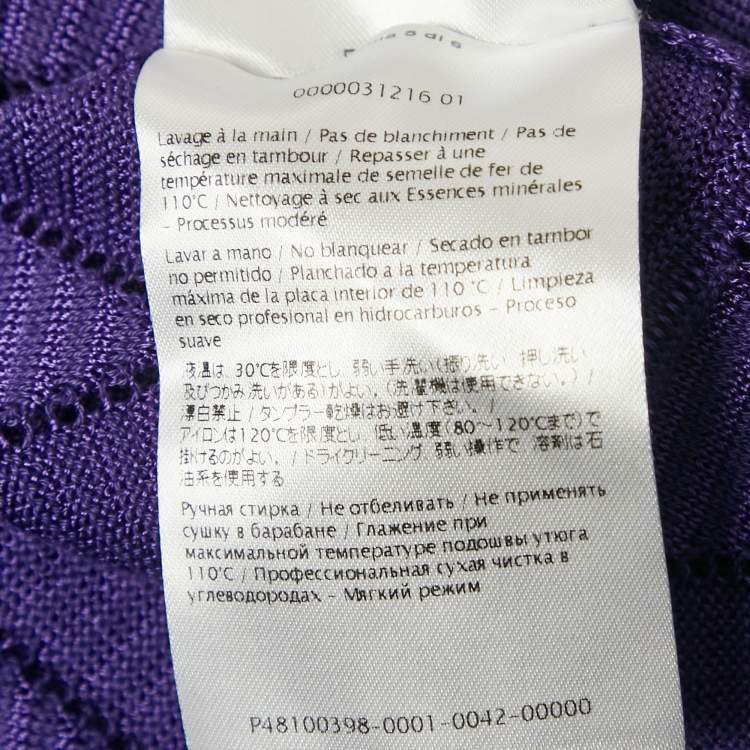 0000031216 01
Lavage à la main / Pas de blanchiment / Pas de
séchage en tambour / Repasser à une
température maximale de semelle de fer de
110°C / Nettoyage à sec aux Essences minérales
- Processus modéré
Lavar a mano / No blanquear / Secado en tambor
no permitido / Planchado a la temperatura
máxima de la placa interior de 110 °C / Limpieza
en seco profesional en hidrocarburos - Proceso
suave
液温は、30℃を限度とし、弱い手洗い(振り洗い、押し洗い
及びつかみ洗いがある)がよい。(洗濯機は使用できない。) /
漂白禁止 / タンブラー乾燥はお避け下さい。 /
アイロンは120℃を限度とし、低い温度(80〜120℃まで)で
掛けるのがよい。 / ドライクリーニング、弱い操作で、溶剤は石
油系を使用する
Ручная стирка / Не отбеливать / Не применять
сушку в барабане / Глажение при
максимальной температуре подошвы утюга
110°C / Профессиональная сухая чистка в
углеводородах - Мягкий режим
P48100398-0001-0042-00000